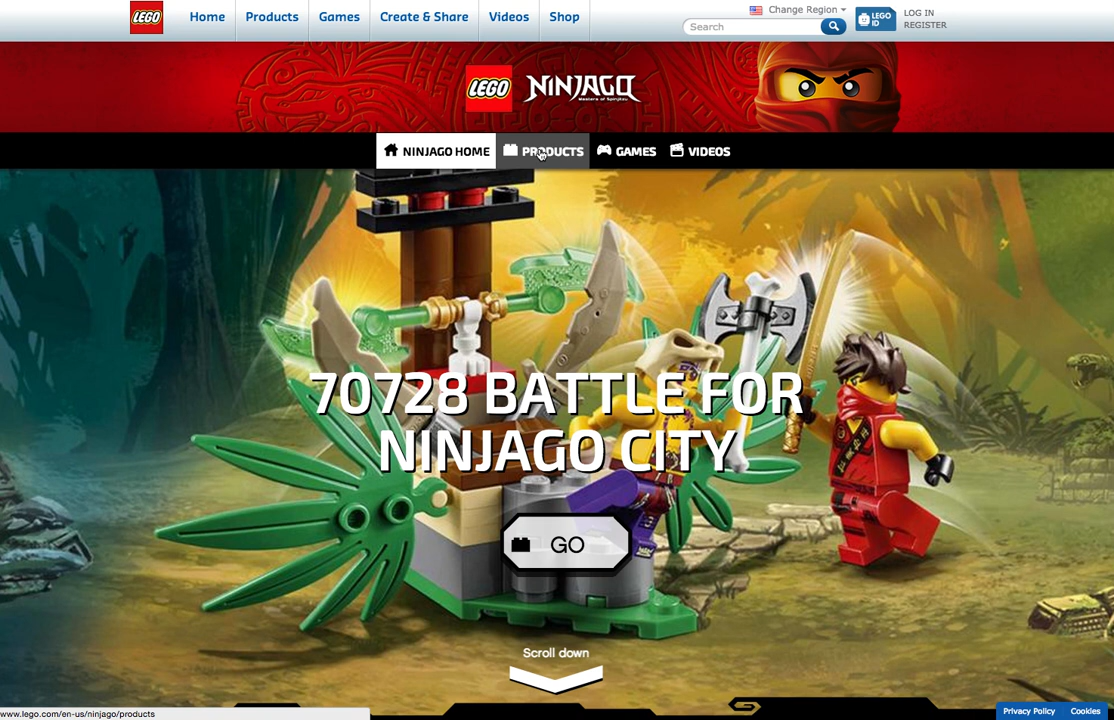 LEGO
Home
Products
Games
Create & Share
Videos
Shop
Change Region
Search
LEGO
ID
LOG IN
REGISTER
LEGO
NINJAGO
Masters of Spinjitzu
NINJAGO HOME
PRODUCTS
GAMES
VIDEOS
70728 BATTLE FOR
NINJAGO CITY
GO
Scroll down
www.lego.com/en-us/ninjago/products
Privacy Policy
Cookies